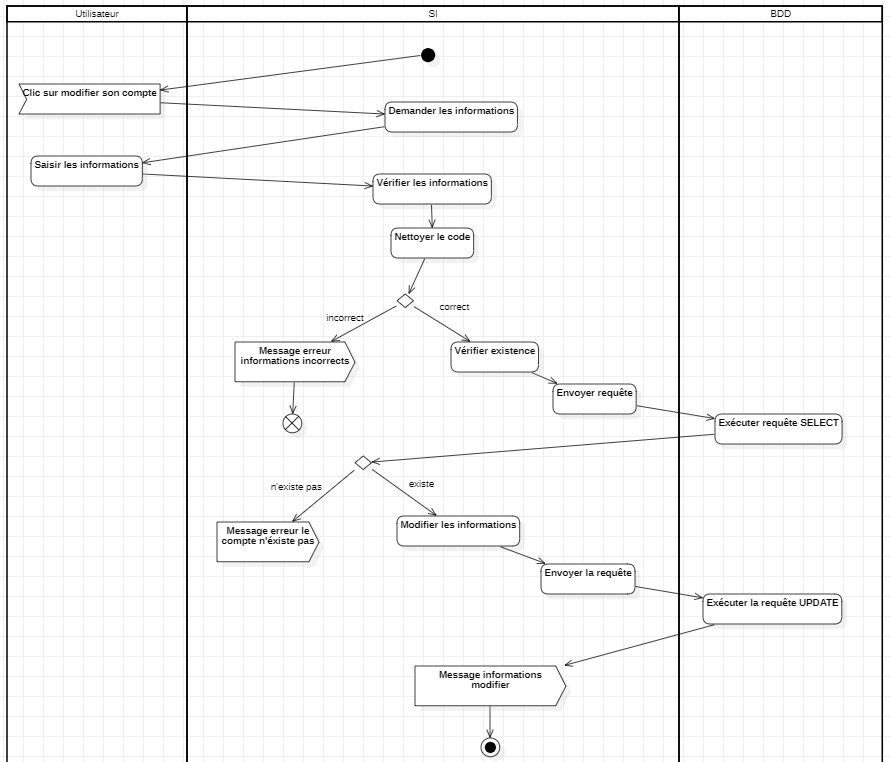 Utilisateur
SI
BDD
Clic sur modifier son compte
Demander les informations
Saisir les informations
Vérifier les informations
Nettoyer le code
incorrect
correct
Message erreur
informations incorrects
Vérifier existence
Envoyer requête
Exécuter requête SELECT
n'existe pas
existe
Message erreur le
compte n'éxiste pas
Modifier les informations
Envoyer la requête
Exécuter la requête UPDATE
Message informations
modifier